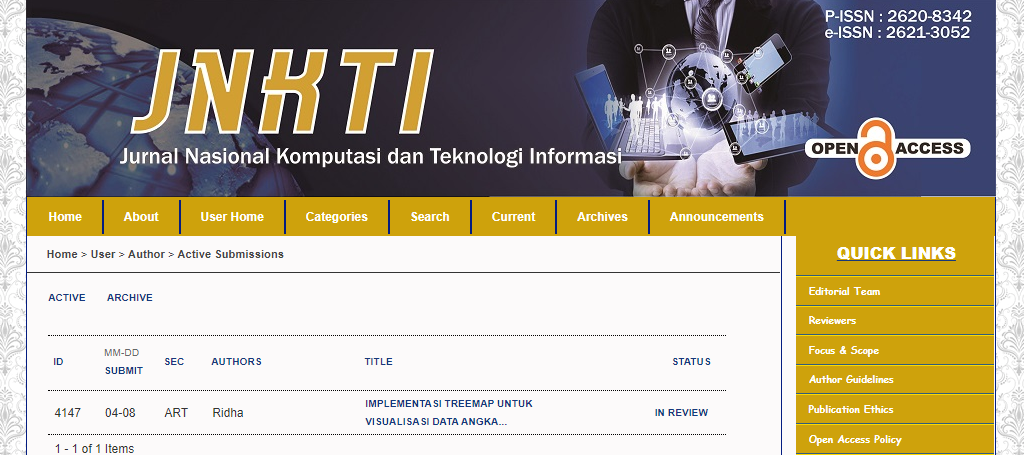 P-ISSN : 2620-8342
e-ISSN : 2621-3052
JNKTI
Jurnal Nasional Komputasi dan Teknologi Informasi
OPEN ACCESS
Home About User Home Categories Search Current Archives Announcements
Home > User > Author > Active Submissions
ACTIVE ARCHIVE
MM-DD
ID SUBMIT SEC AUTHORS TITLE STATUS
4147 04-08 ART Ridha IMPLEMENTASI TREEMAP UNTUK
VISUALISASI DATA ANGKA... IN REVIEW
1 - 1 of 1 Items
QUICK LINKS
Editorial Team
Reviewers
Focus & Scope
Author Guidelines
Publication Ethics
Open Access Policy